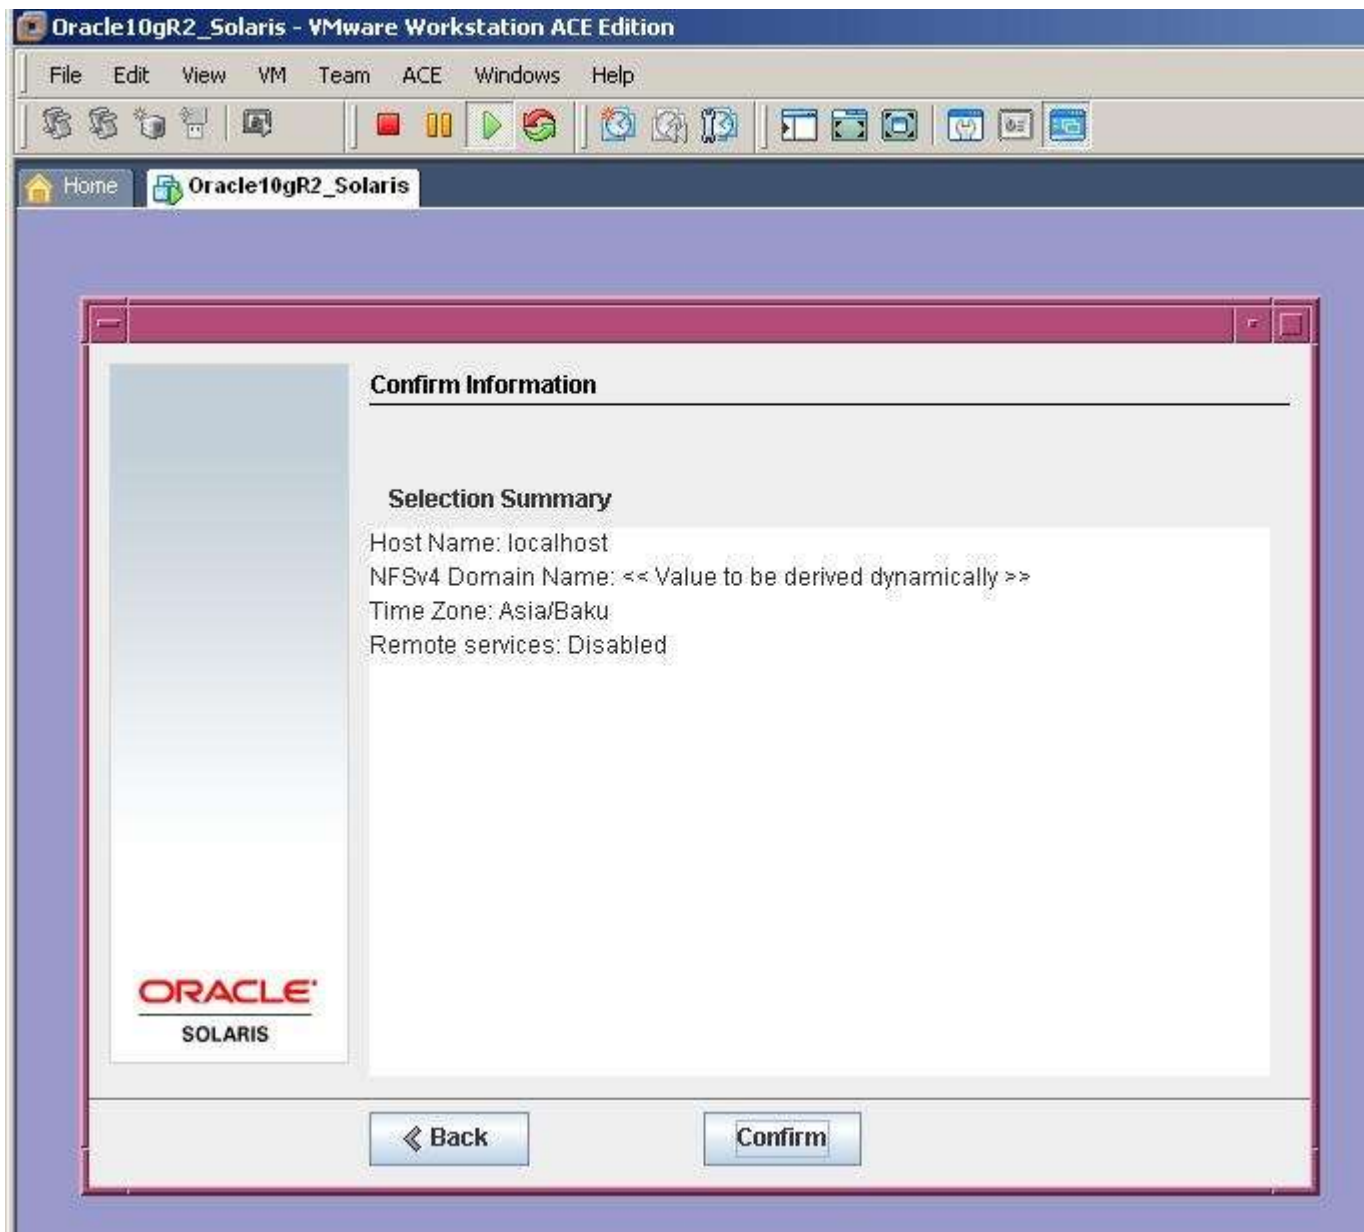 Oracle10gR2_Solaris - VMware Workstation ACE Edition
File Edit View VM Team ACE Windows Help
Home Oracle10gR2_Solaris
Confirm Information
Selection Summary
Host Name: localhost
NFSv4 Domain Name: << Value to be derived dynamically >>
Time Zone: Asia/Baku
Remote services: Disabled
ORACLE
SOLARIS
Back Confirm